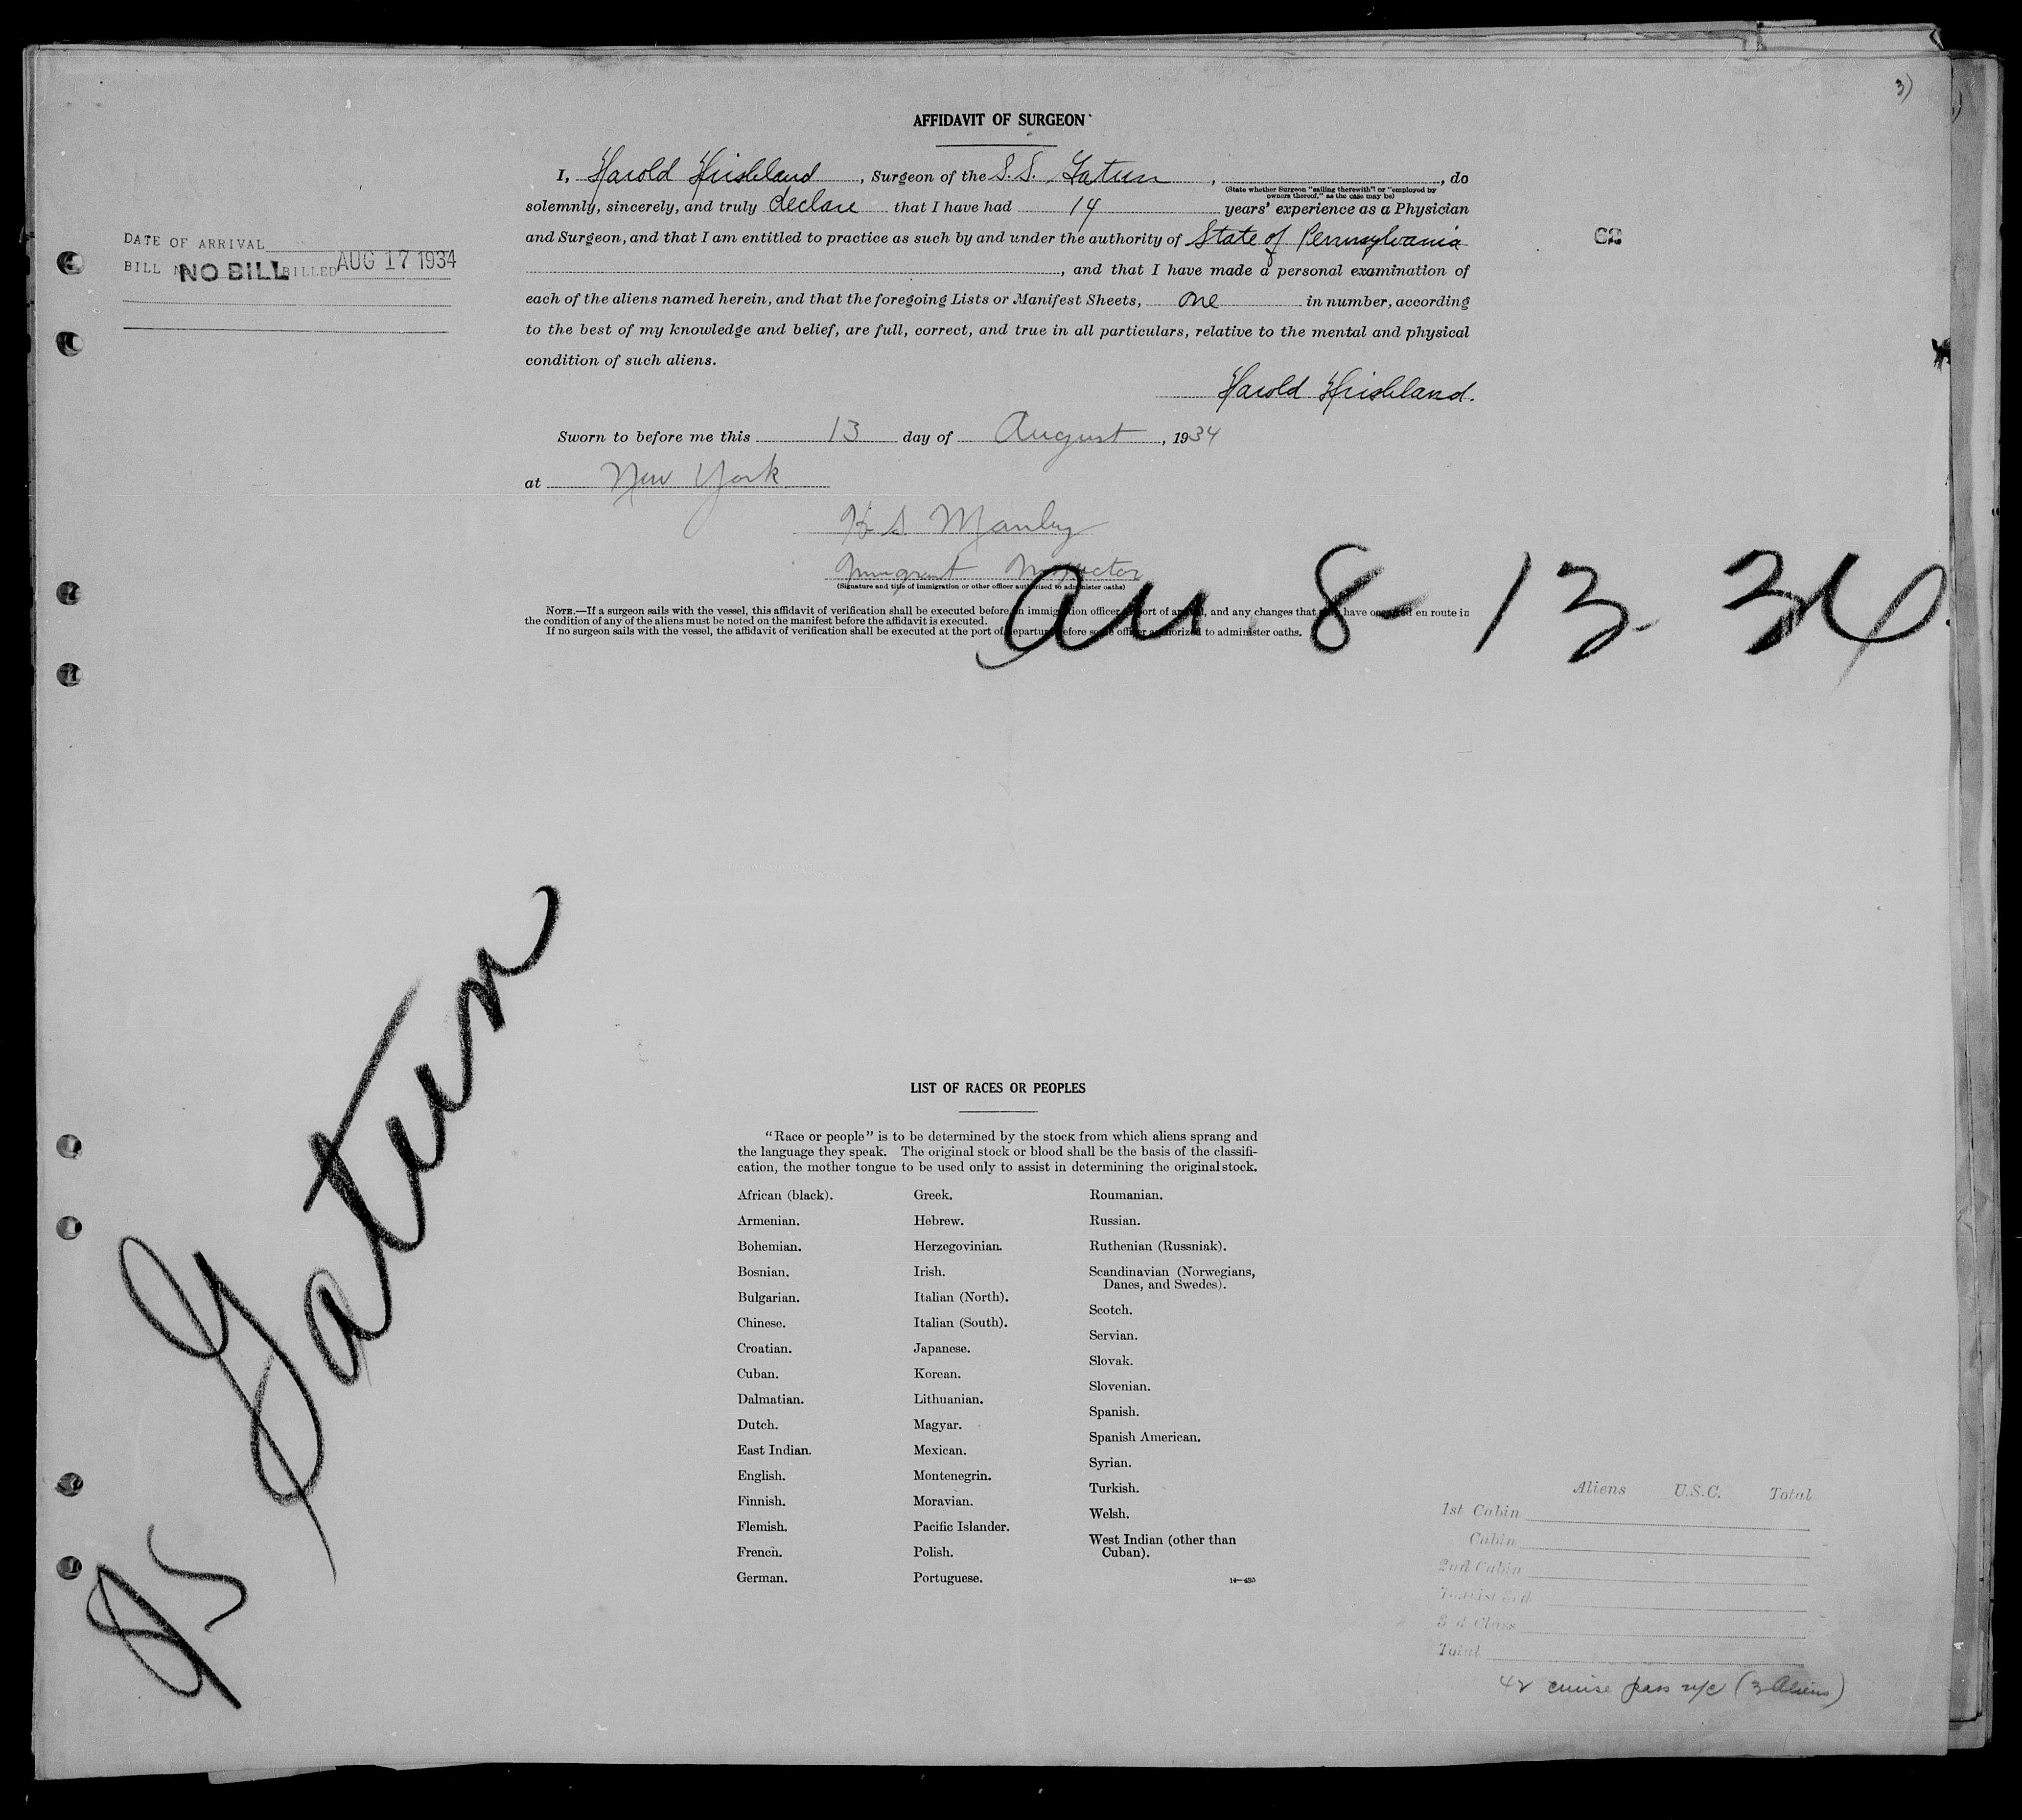 3)
AFFIDAVIT OF SURGEON
I, Harold Hirshland, Surgeon of the S.S. Gatun, , do
(State whether Surgeon "sailing therewith" or "employed by
owners thereof," as the case may be)
solemnly, sincerely, and truly declare that I have had 14 years' experience as a Physician
and Surgeon, and that I am entitled to practice as such by and under the authority of State of Pennsylvania
, and that I have made a personal examination of
each of the aliens named herein, and that the foregoing Lists or Manifest Sheets, one in number, according
to the best of my knowledge and belief, are full, correct, and true in all particulars, relative to the mental and physical
condition of such aliens.
Harold Hirshland.
DATE OF ARRIVAL
BILL NO BILL BILLED AUG 17 1934
Sworn to before me this 13 day of August, 1934
at New York
H S Manley
Immigrant Inspector
(Signature and title of immigration or other officer authorized to administer oaths)
NOTE.—If a surgeon sails with the vessel, this affidavit of verification shall be executed before an immigration officer at port of arrival, and any changes that may have occurred en route in
the condition of any of the aliens must be noted on the manifest before the affidavit is executed.
If no surgeon sails with the vessel, the affidavit of verification shall be executed at the port of departure before some officer authorized to administer oaths.
8-13-34
SS Gatun
LIST OF RACES OR PEOPLES
"Race or people" is to be determined by the stock from which aliens sprang and
the language they speak. The original stock or blood shall be the basis of the classifi-
cation, the mother tongue to be used only to assist in determining the original stock.
African (black).
Armenian.
Bohemian.
Bosnian.
Bulgarian.
Chinese.
Croatian.
Cuban.
Dalmatian.
Dutch.
East Indian.
English.
Finnish.
Flemish.
French.
German.
Greek.
Hebrew.
Herzegovinian.
Irish.
Italian (North).
Italian (South).
Japanese.
Korean.
Lithuanian.
Magyar.
Mexican.
Montenegrin.
Moravian.
Pacific Islander.
Polish.
Portuguese.
Roumanian.
Russian.
Ruthenian (Russniak).
Scandinavian (Norwegians,
Danes, and Swedes).
Scotch.
Servian.
Slovak.
Slovenian.
Spanish.
Spanish American.
Syrian.
Turkish.
Welsh.
West Indian (other than
Cuban).
Aliens U.S.C. Total
1st Cabin
Cabin
2nd Cabin
Tourist 3rd
3rd Class
Total
42 cruise pass (3 Aliens)